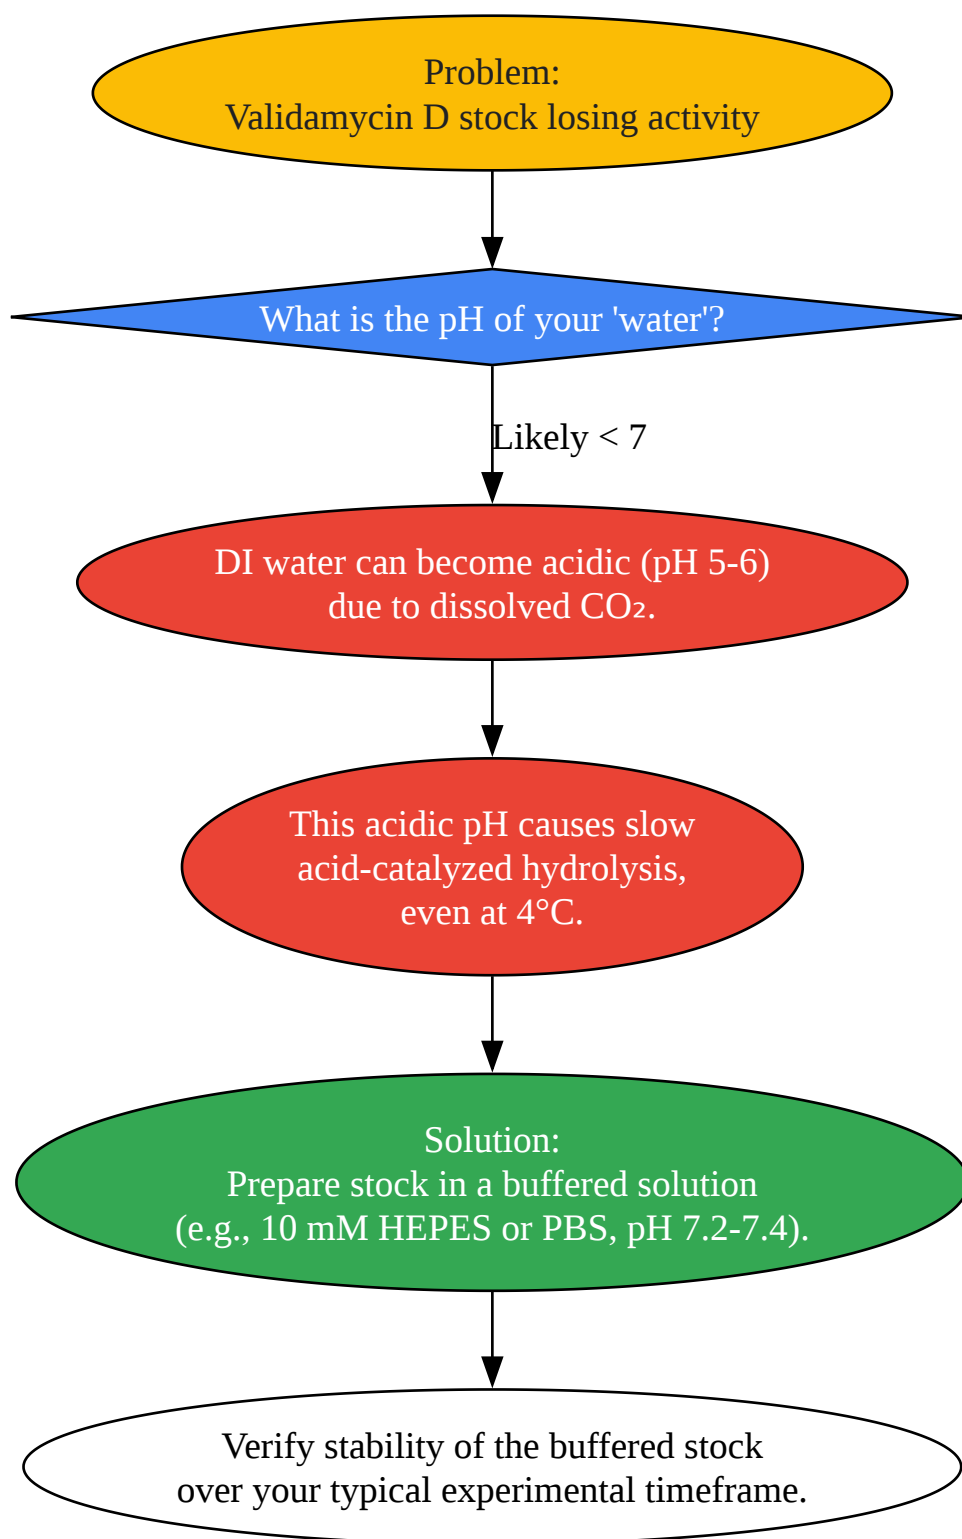 Problem:
Validamycin D stock losing activity
What is the pH of your 'water'?
Likely < 7
DI water can become acidic (pH 5-6)
due to dissolved CO₂.
This acidic pH causes slow
acid-catalyzed hydrolysis,
even at 4°C.
Solution:
Prepare stock in a buffered solution
(e.g., 10 mM HEPES or PBS, pH 7.2-7.4).
Verify stability of the buffered stock
over your typical experimental timeframe.